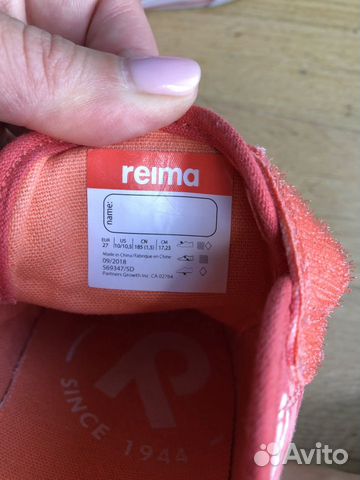 reima
name:
EUR US CN CM
27 10/10,5 185 (1,5) 17,23
Made in China/Fabriqué en Chine
09/2018
569347/SD
Partners Growth Inc. CA 02764
SINCE 1944
Avito